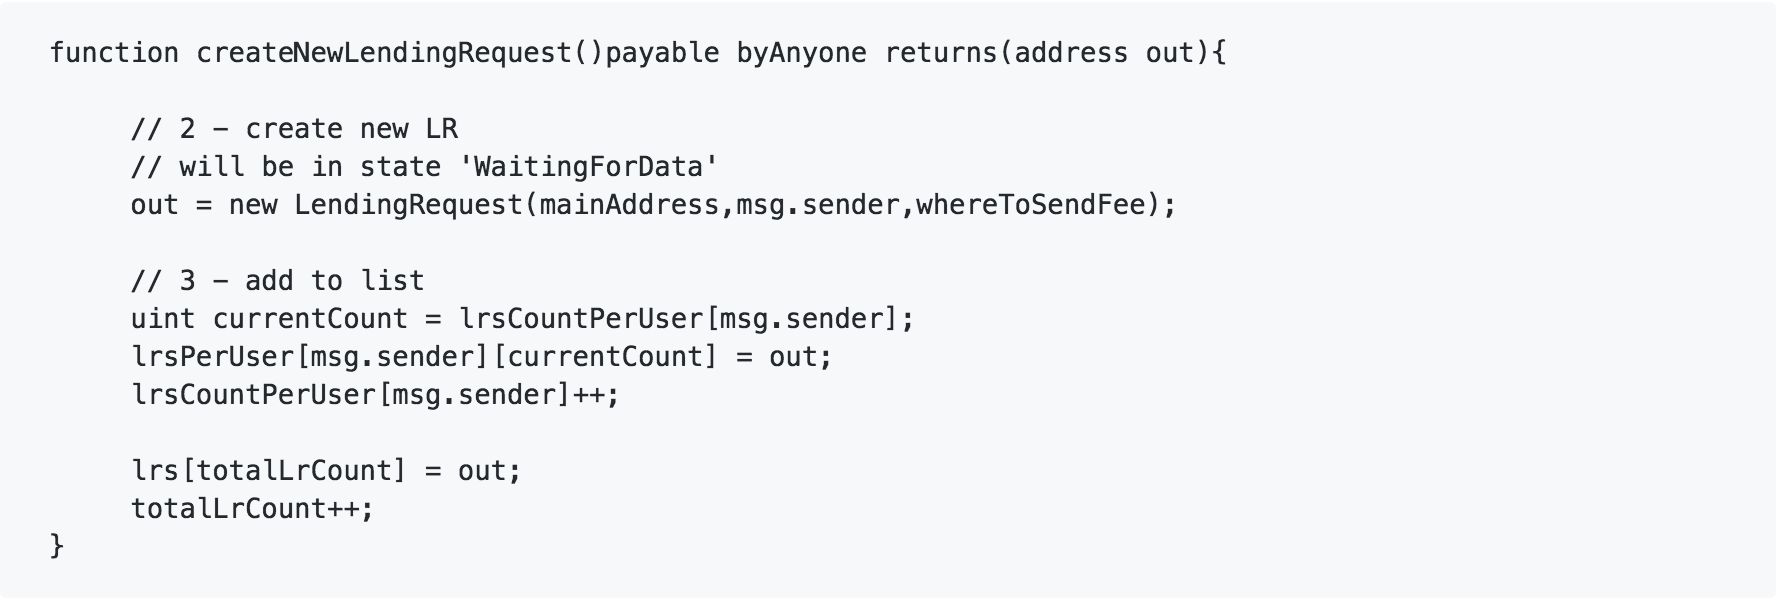 function createNewLendingRequest()payable byAnyone returns(address out){
// 2 – create new LR
// will be in state 'WaitingForData'
out = new LendingRequest(mainAddress,msg.sender,whereToSendFee);
// 3 – add to list
uint currentCount = lrsCountPerUser[msg.sender];
lrsPerUser[msg.sender][currentCount] = out;
lrsCountPerUser[msg.sender]++;
lrs[totalLrCount] = out;
totalLrCount++;
}